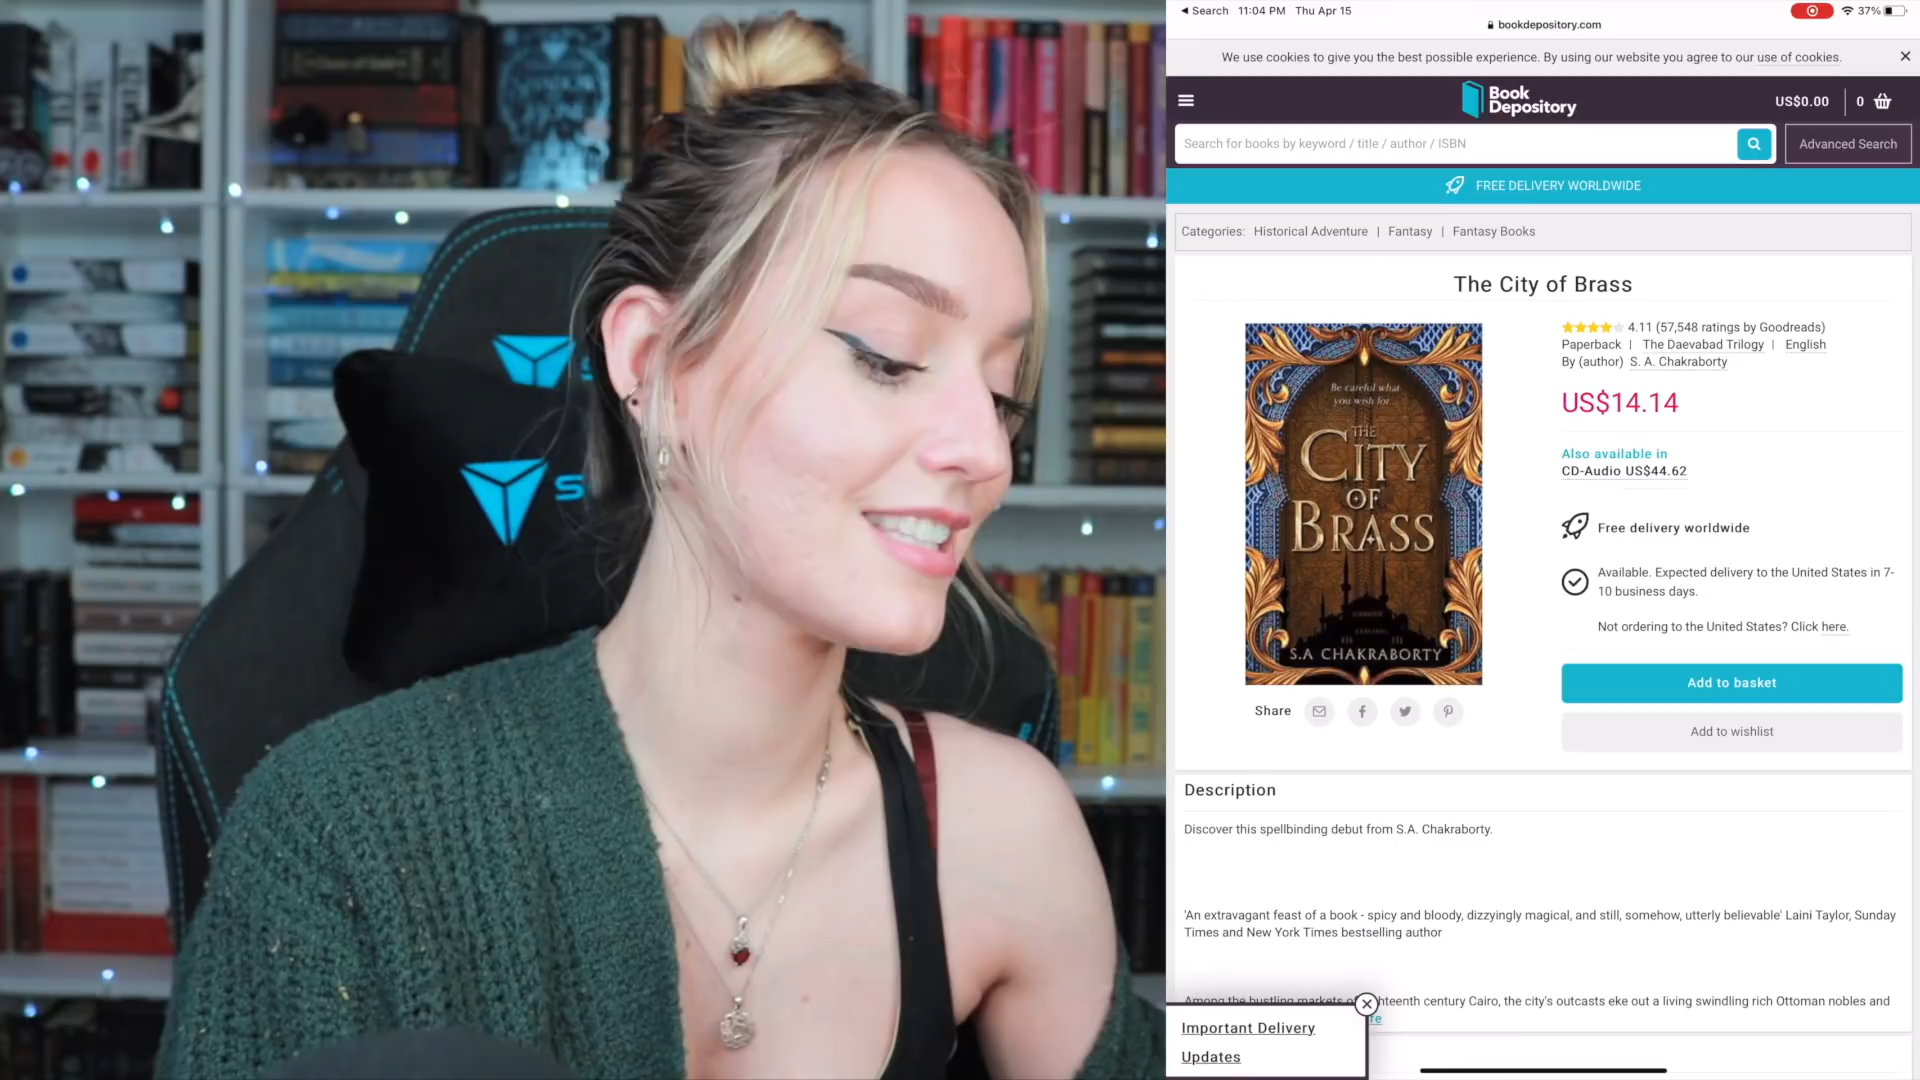 Search 11:04 PM Thu Apr 15
37%
bookdepository.com
We use cookies to give you the best possible experience. By using our website you agree to our use of cookies.
Book
Depository
US$0.00
0
Search for books by keyword / title / author / ISBN
Advanced Search
FREE DELIVERY WORLDWIDE
Categories: Historical Adventure | Fantasy | Fantasy Books
The City of Brass
4.11 (57,548 ratings by Goodreads)
Paperback | The Daevabad Trilogy | English
By (author) S. A. Chakraborty
US$14.14
Also available in
CD-Audio US$44.62
Free delivery worldwide
Available. Expected delivery to the United States in 7-
10 business days.
Not ordering to the United States? Click here.
Add to basket
Add to wishlist
Be careful what
you wish for...
THE
CITY
OF
BRASS
S.A CHAKRABORTY
Share
Description
Discover this spellbinding debut from S.A. Chakraborty.
'An extravagant feast of a book - spicy and bloody, dizzyingly magical, and still, somehow, utterly believable' Laini Taylor, Sunday
Times and New York Times bestselling author
Among the bustling markets of hteenth century Cairo, the city's outcasts eke out a living swindling rich Ottoman nobles and
re
Important Delivery
Updates